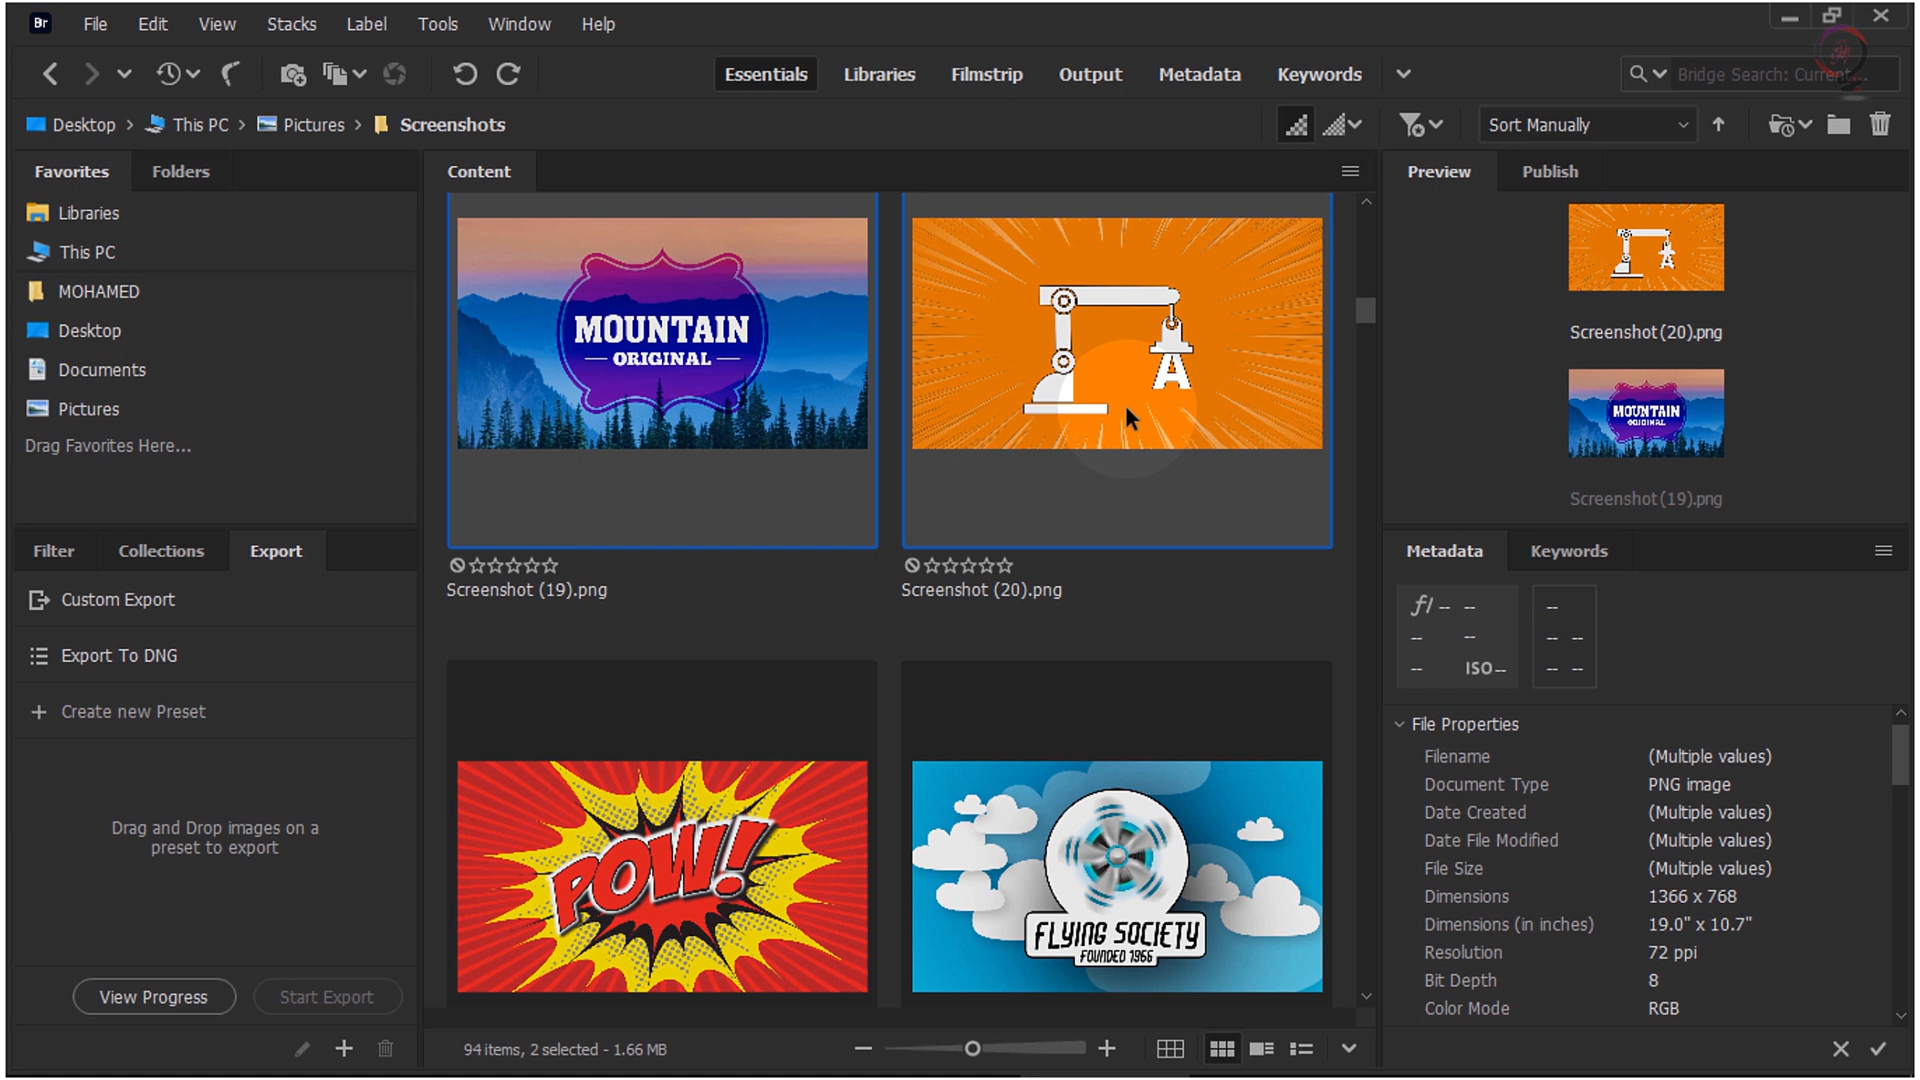 Br File Edit View Stacks Label Tools Window Help
Essentials Libraries Filmstrip Output Metadata Keywords Bridge Search: Current...
Desktop This PC Pictures Screenshots Sort Manually
Favorites Folders
Libraries
This PC
MOHAMED
Desktop
Documents
Pictures
Drag Favorites Here...
Filter Collections Export
Custom Export
Export To DNG
Create new Preset
Drag and Drop images on a
preset to export
View Progress Start Export
Content
MOUNTAIN
ORIGINAL
A
Screenshot (19).png Screenshot (20).png
POW!
FLYING SOCIETY
FOUNDED 1966
94 items, 2 selected - 1.66 MB
Preview Publish
A
Screenshot (20).png
MOUNTAIN
ORIGINAL
Screenshot (19).png
Metadata Keywords
f/ -- -- --
-- -- -- --
-- ISO -- -- --
File Properties
Filename (Multiple values)
Document Type PNG image
Date Created (Multiple values)
Date File Modified (Multiple values)
File Size (Multiple values)
Dimensions 1366 x 768
Dimensions (in inches) 19.0" x 10.7"
Resolution 72 ppi
Bit Depth 8
Color Mode RGB